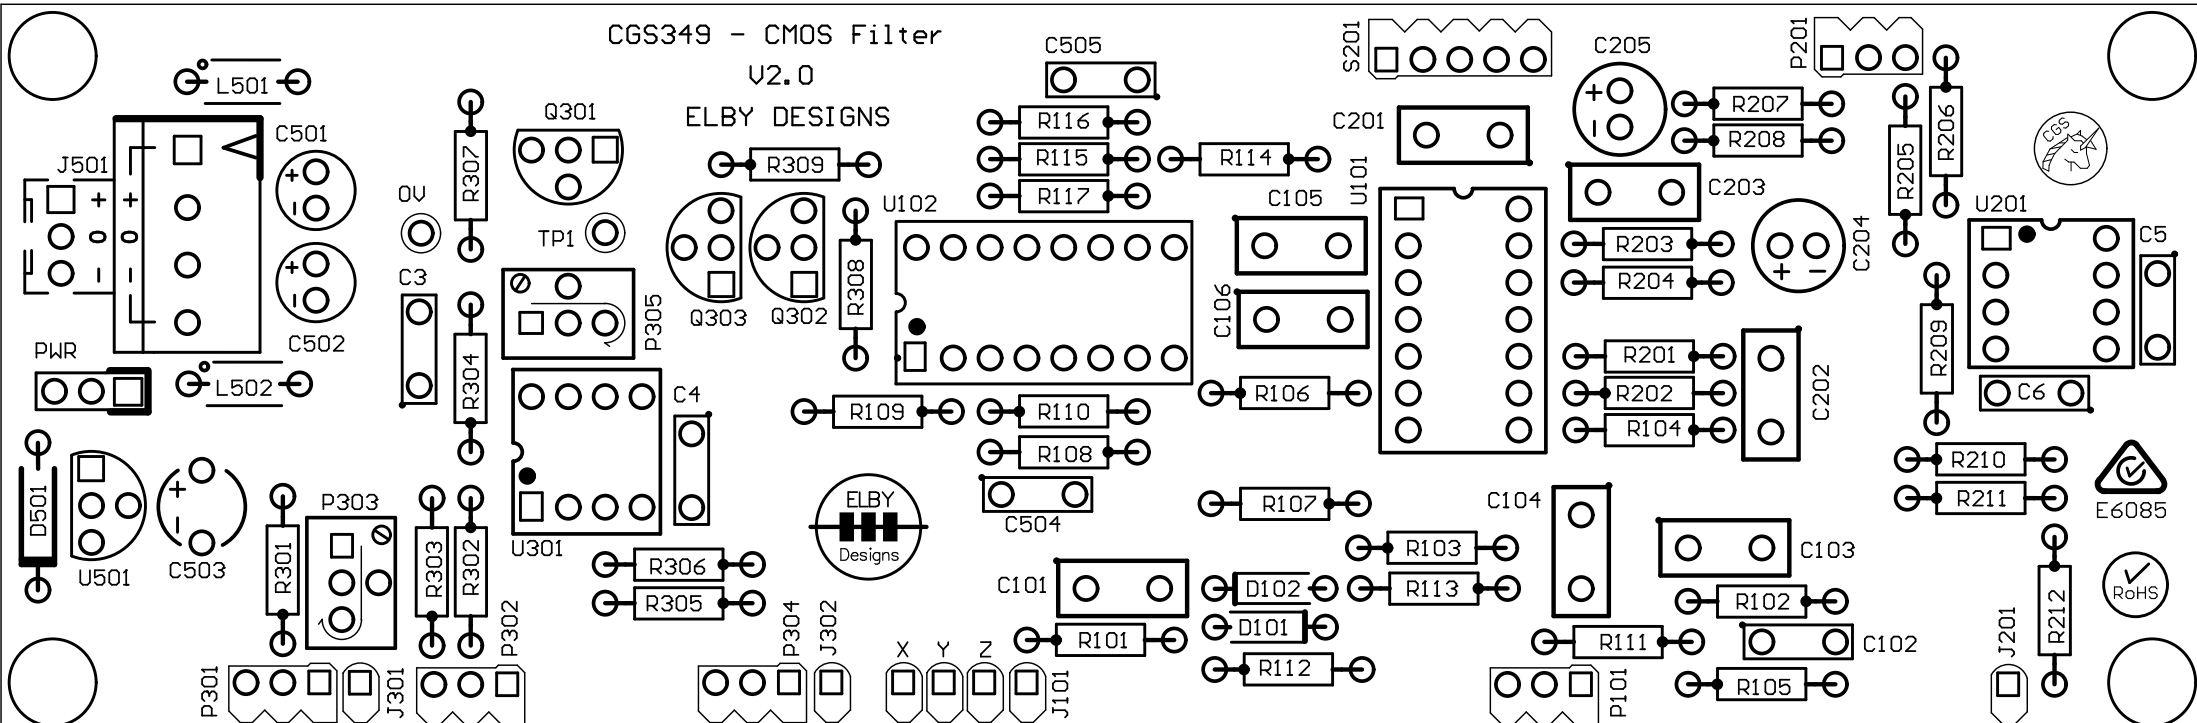 CGS349 - CMOS Filter
V2.0
ELBY DESIGNS
L501
J501
C501
+ +
0 0
- -
+
-
+
-
C502
PWR
L502
D501
U501
+
-
C503
0V
C3
R307
Q301
TP1
R304
P305
R309
Q303
Q302
R308
C4
U301
P303
R301
R303
R302
P302
P301
J301
R306
R305
P304
J302
X
Y
Z
J101
ELBY
Designs
U102
C505
R116
R115
R117
R114
C105
C106
R109
R110
R108
C504
R106
R107
C101
R101
D102
D101
R112
R103
R113
S201
C201
U101
C205
+
-
R207
R208
C203
R203
R204
C204
+ -
R201
R202
R104
C202
C104
C103
R102
R111
C102
R105
P101
P201
R205
R206
CGS
U201
C5
R209
C6
R210
R211
E6085
RoHS
R212
J201